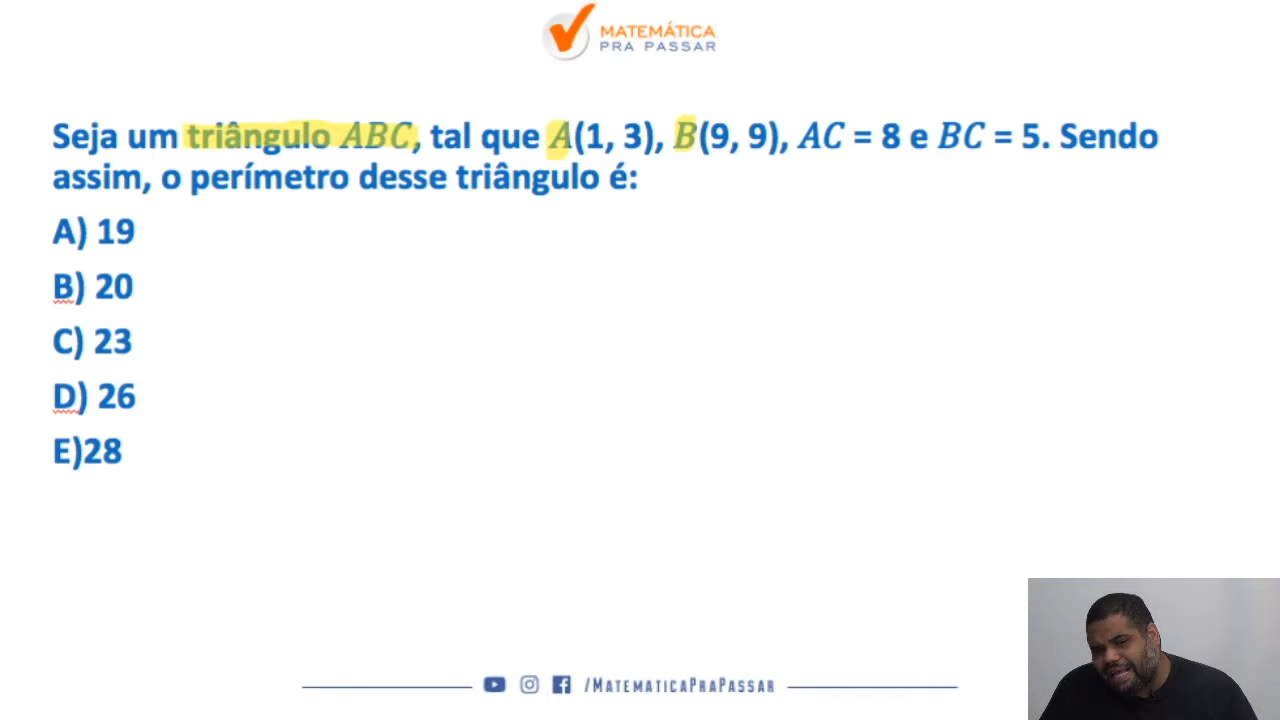 MATEMÁTICA
PRA PASSAR
Seja um triângulo ABC, tal que A(1, 3), B(9, 9), AC = 8 e BC = 5. Sendo
assim, o perímetro desse triângulo é:
A) 19
B) 20
C) 23
D) 26
E)28
/MATEMATICAPRAPASSAR